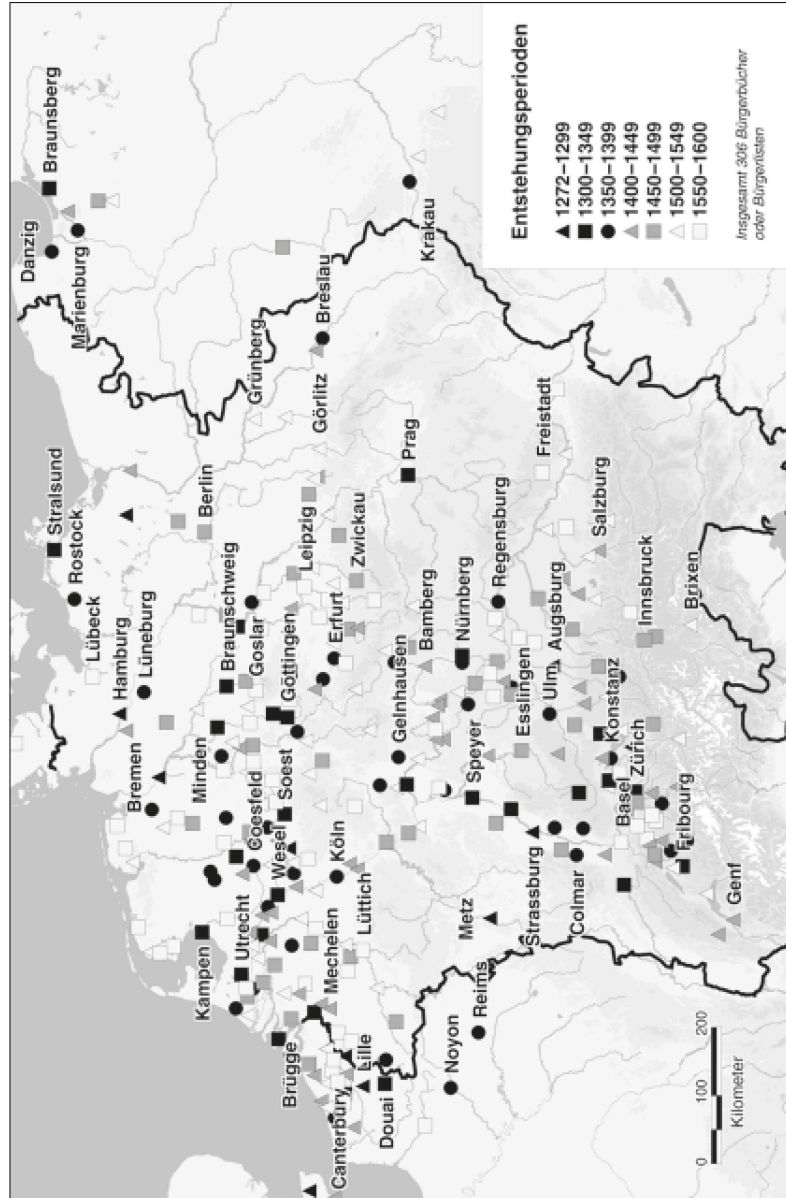 Braunsberg
Danzig
Marienburg
Krakau
Breslau
Grünberg
Görlitz
Prag
Freistadt
Stralsund
Rostock
Lübeck
Hamburg
Lüneburg
Berlin
Leipzig
Zwickau
Braunschweig
Goslar
Göttingen
Erfurt
Bamberg
Nürnberg
Regensburg
Salzburg
Augsburg
Innsbruck
Brixen
Bremen
Minden
Gelnhausen
Esslingen
Ulm
Konstanz
Coesfeld
Soest
Speyer
Zürich
Basel
Wesel
Köln
Fribourg
Kampen
Utrecht
Mechelen
Lüttich
Metz
Strassburg
Colmar
Genf
Brügge
Lille
Noyon
Reims
Canterbury
Douai
Entstehungsperioden
1272–1299
1300–1349
1350–1399
1400–1449
1450–1499
1500–1549
1550–1600
Insgesamt 306 Bürgerbücher
oder Bürgerlisten
0 100 200
Kilometer